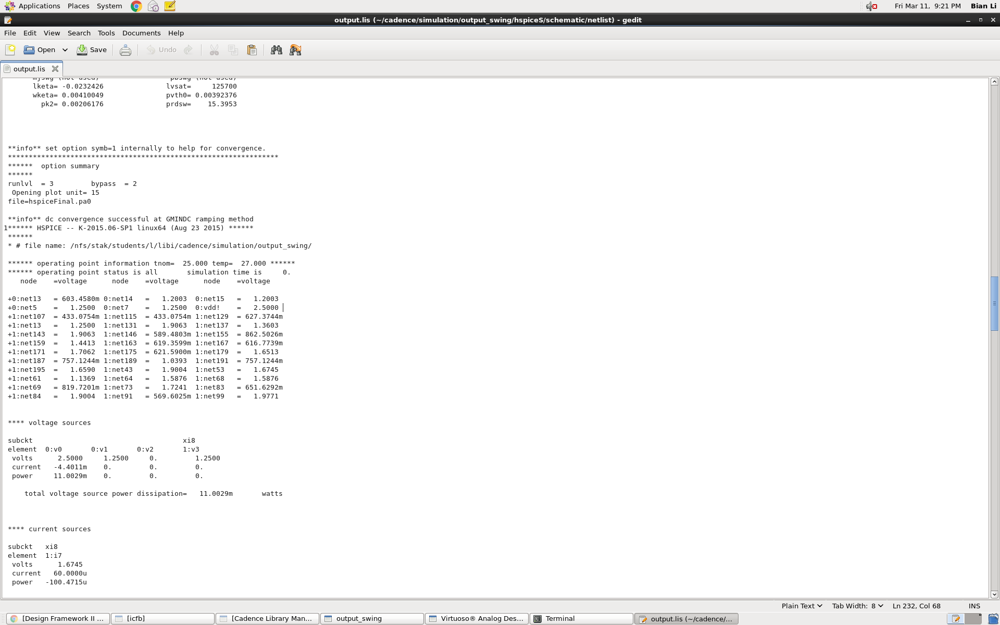 Applications Places System Fri Mar 11, 9:21 PM Bian Li
output.lis (~/cadence/simulation/output_swing/hspiceS/schematic/netlist) - gedit
File Edit View Search Tools Documents Help
Open Save Undo
output.lis
mjswg (not used) pbswg (not used)
lketa= -0.0232426 lvsat= 125700
wketa= 0.00410049 pvth0= 0.00392376
pk2= 0.00206176 prdsw= 15.3953
**info** set option symb=1 internally to help for convergence.
*****************************************************************
****** option summary
******
runlvl = 3 bypass = 2
Opening plot unit= 15
file=hspiceFinal.pa0
**info** dc convergence successful at GMINDC ramping method
1****** HSPICE -- K-2015.06-SP1 linux64 (Aug 23 2015) ******
******
* # file name: /nfs/stak/students/l/libi/cadence/simulation/output_swing/
****** operating point information tnom= 25.000 temp= 27.000 ******
****** operating point status is all simulation time is 0.
node =voltage node =voltage node =voltage
+0:net13 = 603.4580m 0:net14 = 1.2003 0:net15 = 1.2003
+0:net5 = 1.2500 0:net7 = 1.2500 0:vdd! = 2.5000
+1:net107 = 433.0754m 1:net115 = 433.0754m 1:net129 = 627.3744m
+1:net13 = 1.2500 1:net131 = 1.9063 1:net137 = 1.3603
+1:net143 = 1.9063 1:net146 = 589.4803m 1:net155 = 862.5026m
+1:net159 = 1.4413 1:net163 = 619.3599m 1:net167 = 616.7739m
+1:net171 = 1.7062 1:net175 = 621.5900m 1:net179 = 1.6513
+1:net187 = 757.1244m 1:net189 = 1.0393 1:net191 = 757.1244m
+1:net195 = 1.6590 1:net43 = 1.9004 1:net53 = 1.6745
+1:net61 = 1.1369 1:net64 = 1.5876 1:net68 = 1.5876
+1:net69 = 819.7201m 1:net73 = 1.7241 1:net83 = 651.6292m
+1:net84 = 1.9004 1:net91 = 569.6025m 1:net99 = 1.9771
**** voltage sources
subckt xi8
element 0:v0 0:v1 0:v2 1:v3
volts 2.5000 1.2500 0. 1.2500
current -4.4011m 0. 0. 0.
power 11.0029m 0. 0. 0.
total voltage source power dissipation= 11.0029m watts
**** current sources
subckt xi8
element 1:i7
volts 1.6745
current 60.0000u
power -100.4715u
Plain Text Tab Width: 8 Ln 232, Col 68 INS
[Design Framework II ... [icfb] [Cadence Library Man... output_swing Virtuoso® Analog Des... Terminal output.lis (~/cadence/...